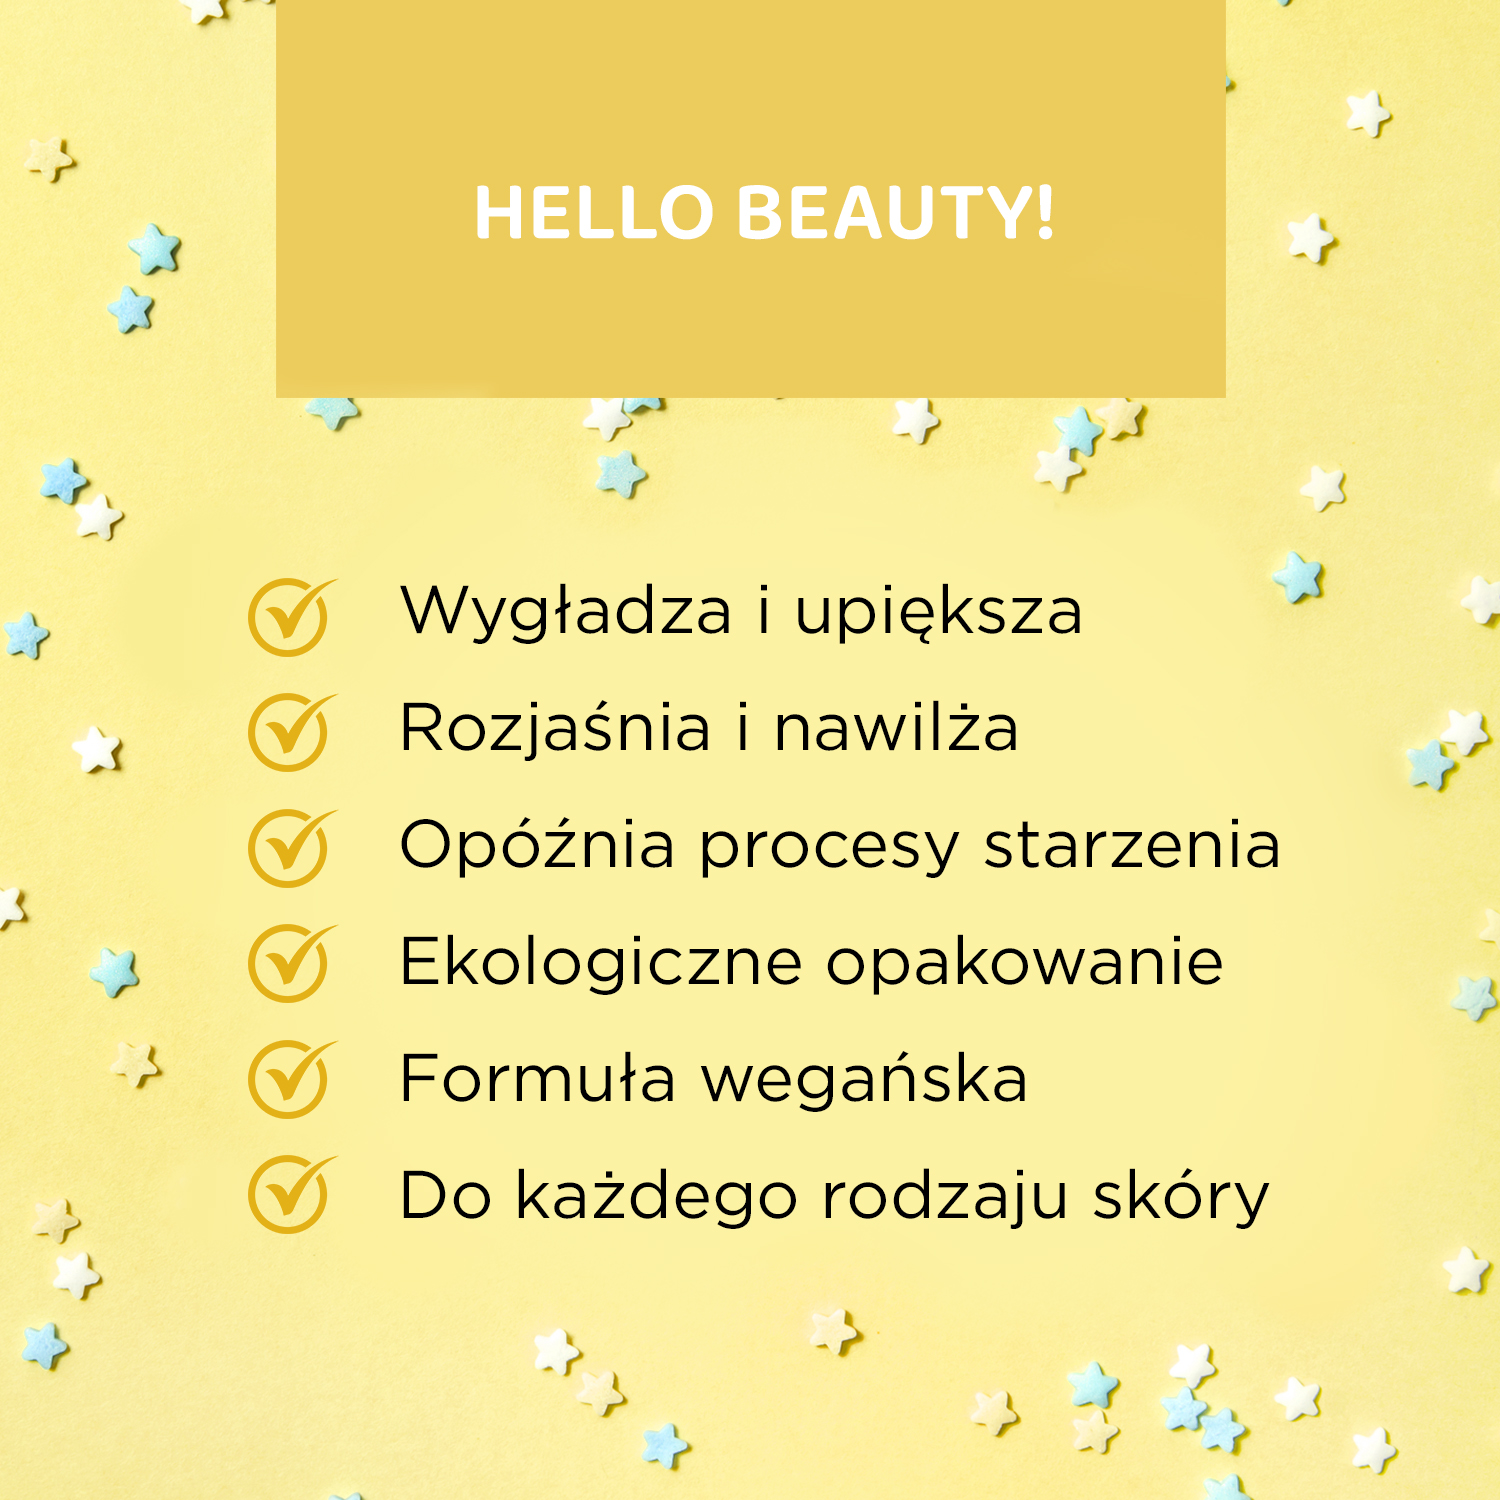 HELLO BEAUTY!
Wygładza i upiększa
Rozjaśnia i nawilża
Opóźnia procesy starzenia
Ekologiczne opakowanie
Formuła wegańska
Do każdego rodzaju skóry